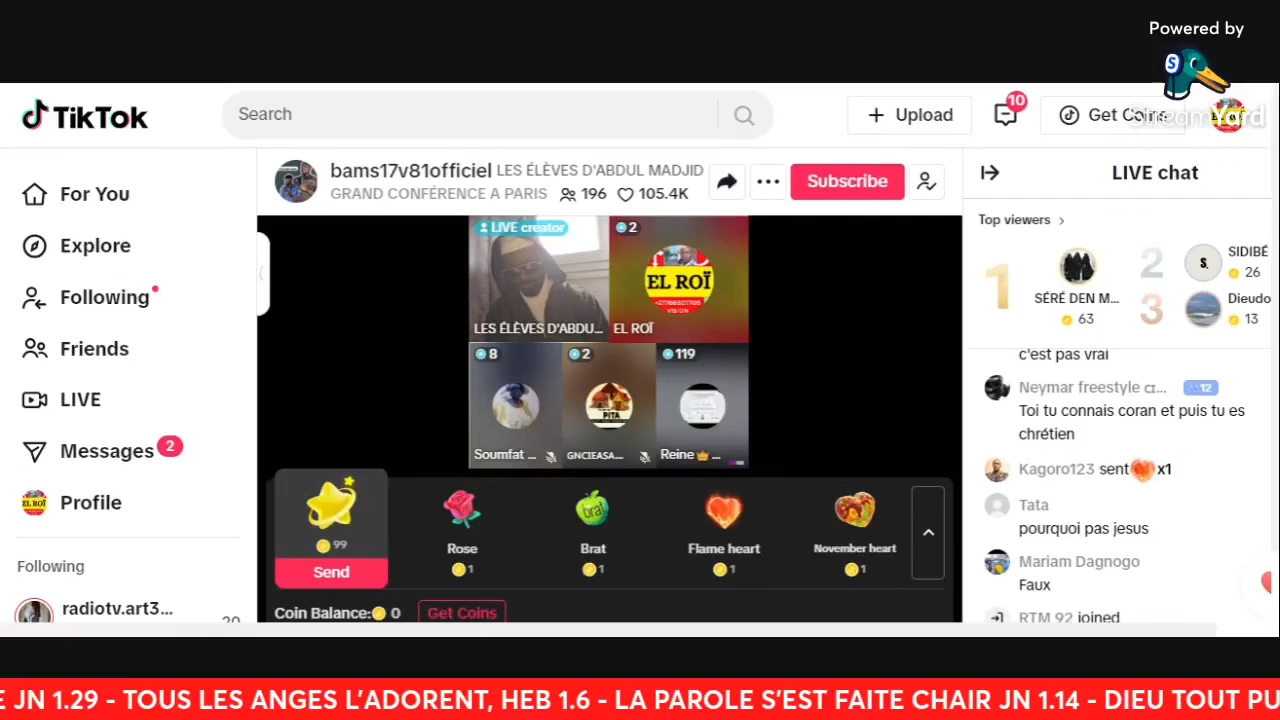 Powered by
StreamYard
TikTok
Search
Upload
10
Get Coins
For You
Explore
Following
Friends
LIVE
Messages 2
Profile
Following
radiotv.art3...
20
bams17v81officiel LES ÉLÈVES D'ABDUL MADJID
GRAND CONFÉRENCE A PARIS 196 105.4K
Subscribe
LIVE creator
LES ÉLÈVES D'ABDU...
2
EL ROÏ
VISION
EL ROÏ
8
Soumfat ...
2
PITA
GNCIEASA...
119
Reine ...
99
Send
Rose
1
bra!
Brat
1
Flame heart
1
November heart
1
Coin Balance: 0 Get Coins
LIVE chat
Top viewers
1
SÉRÉ DEN M...
63
2
S.
SIDIBÉ
26
3
Dieudo
13
c'est pas vrai
Neymar freestyle 12
Toi tu connais coran et puis tu es
chrétien
Kagoro123 sent x1
Tata
pourquoi pas jesus
Mariam Dagnogo
Faux
RTM 92 joined
E JN 1.29 - TOUS LES ANGES L'ADORENT, HEB 1.6 - LA PAROLE S'EST FAITE CHAIR JN 1.14 - DIEU TOUT PU